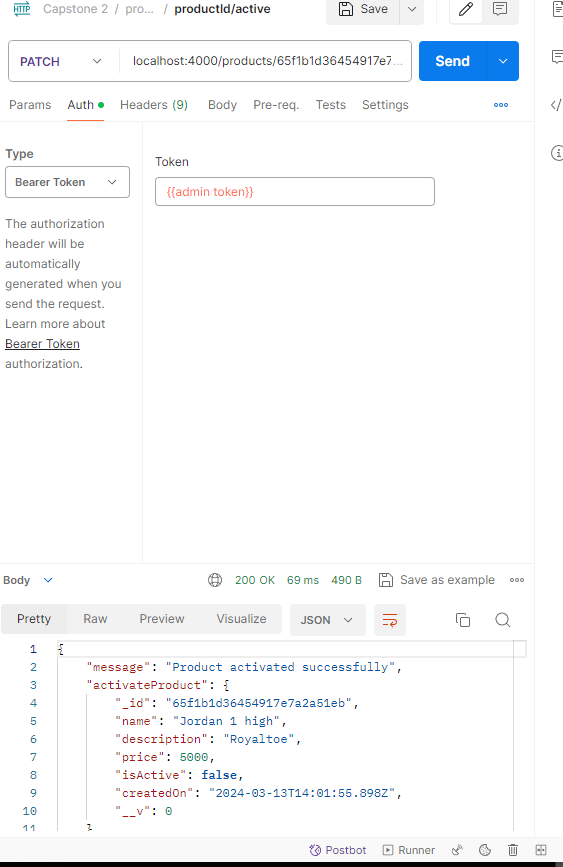 HTTP Capstone 2 / pro... / productId/active Save
PATCH localhost:4000/products/65f1b1d36454917e7... Send
Params Auth Headers (9) Body Pre-req. Tests Settings
Type
Token
Bearer Token
{{admin token}}
The authorization
header will be
automatically
generated when you
send the request.
Learn more about
Bearer Token
authorization.
Body 200 OK 69 ms 490 B Save as example
Pretty Raw Preview Visualize JSON
1 {
2 "message": "Product activated successfully",
3 "activateProduct": {
4 "_id": "65f1b1d36454917e7a2a51eb",
5 "name": "Jordan 1 high",
6 "description": "Royaltoe",
7 "price": 5000,
8 "isActive": false,
9 "createdOn": "2024-03-13T14:01:55.898Z",
10 "__v": 0
11 }
Postbot Runner